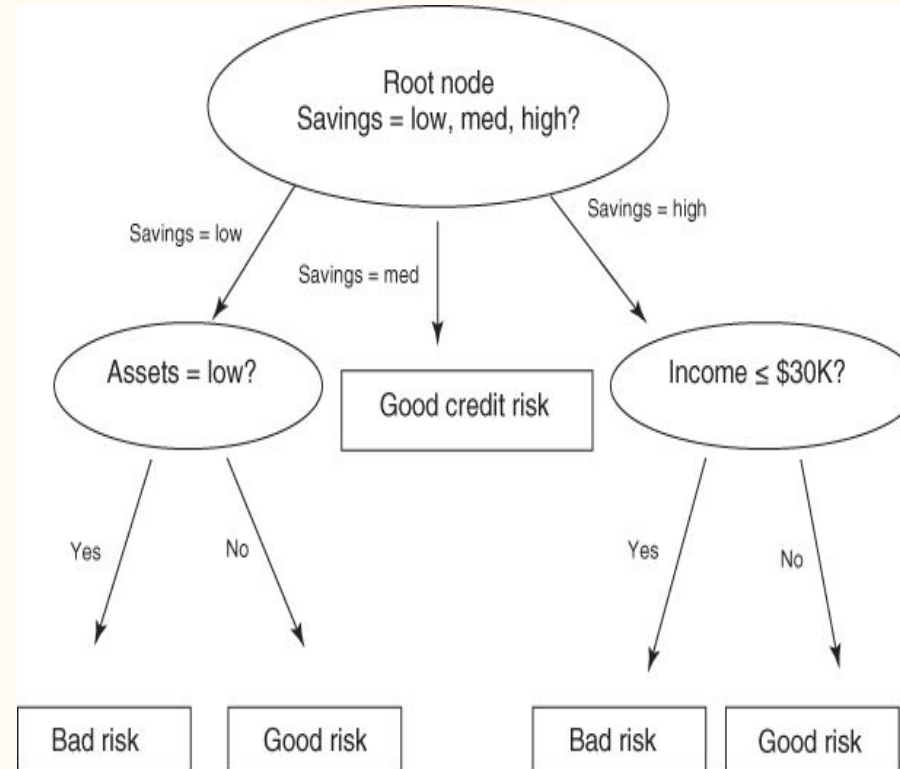 Root node
Savings = low, med, high?
Savings = low
Savings = med
Savings = high
Assets = low?
Good credit risk
Income ≤ $30K?
Yes
No
Yes
No
Bad risk
Good risk
Bad risk
Good risk